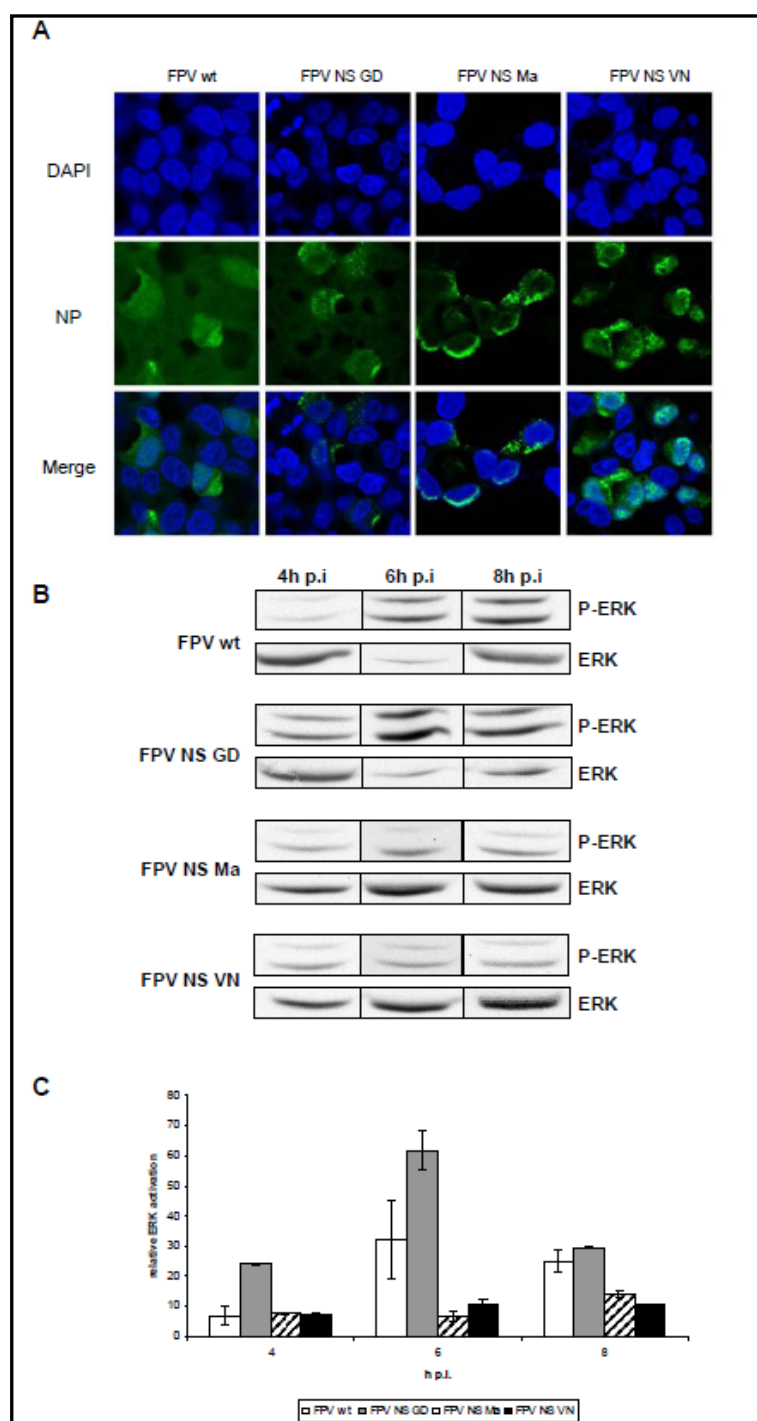 A
FPV wt FPV NS GD FPV NS Ma FPV NS VN
DAPI
NP
Merge
B
4h p.i 6h p.i 8h p.i
FPV wt
P-ERK
ERK
FPV NS GD
P-ERK
ERK
FPV NS Ma
P-ERK
ERK
FPV NS VN
P-ERK
ERK
C
relative ERK activation
80
70
60
50
40
30
20
10
0
4 6 8
h p.i.
FPV wt FPV NS GD FPV NS Ma FPV NS VN